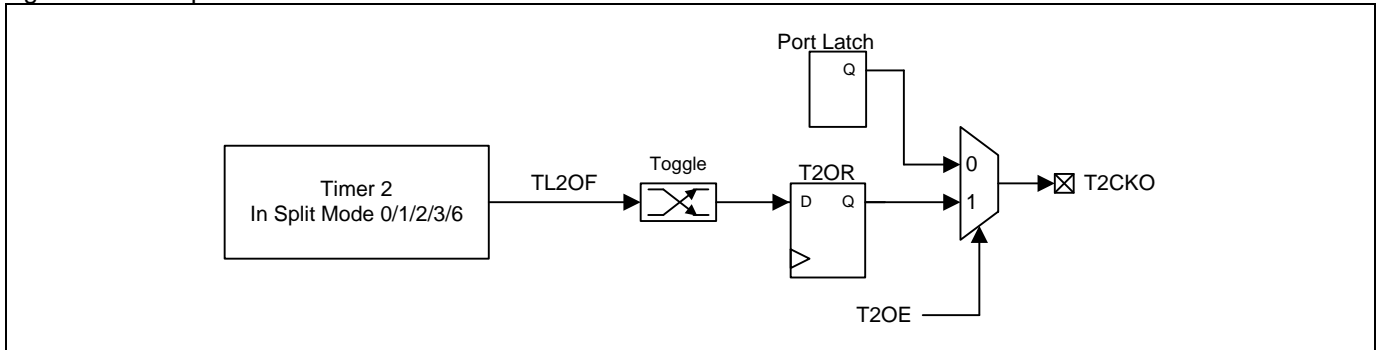 Port Latch
Q
Timer 2
In Split Mode 0/1/2/3/6
TL2OF
Toggle
T2OR
D Q
0
1
T2CKO
T2OE